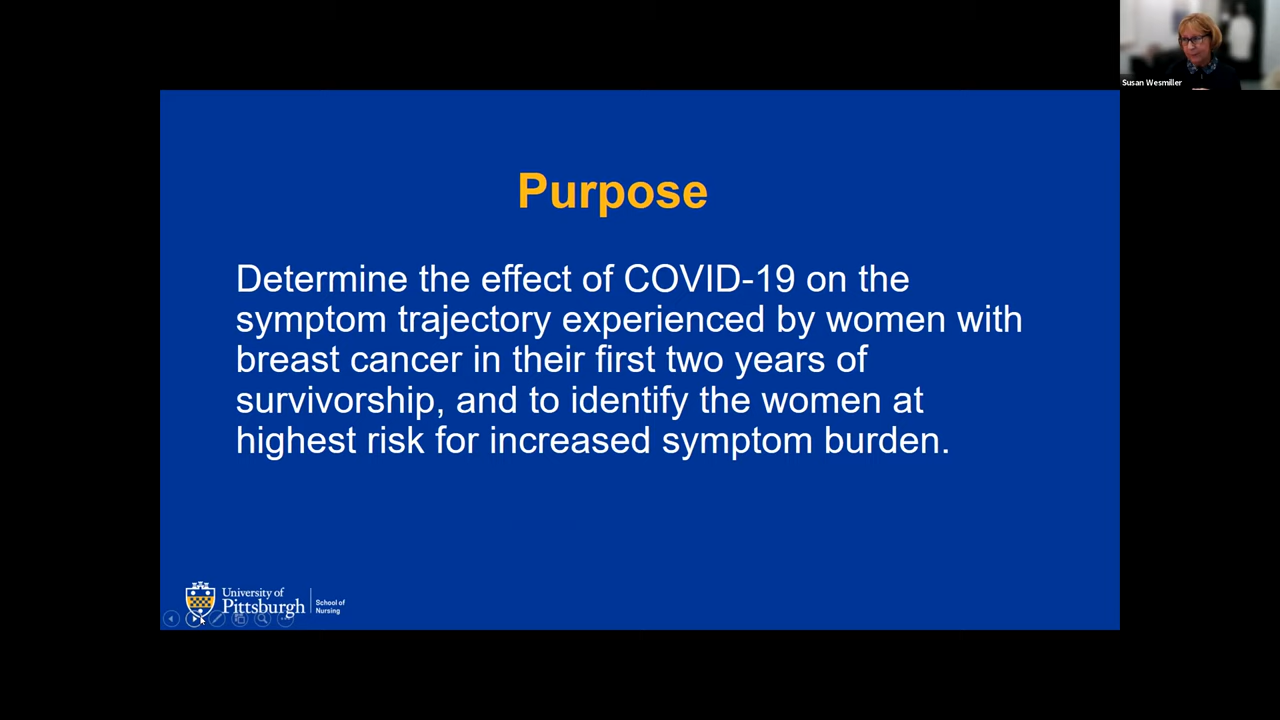 Susan Wesmiller
Purpose
Determine the effect of COVID-19 on the
symptom trajectory experienced by women with
breast cancer in their first two years of
survivorship, and to identify the women at
highest risk for increased symptom burden.
University of
Pittsburgh
School of
Nursing